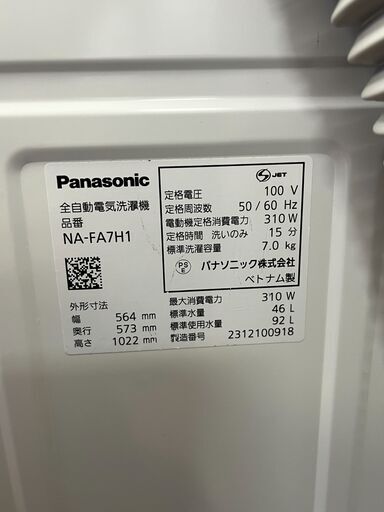 Panasonic
全自動電気洗濯機
品番
NA-FA7H1
外形寸法
幅 564 mm
奥行 573 mm
高さ 1022 mm
S JET
定格電圧 100 V
定格周波数 50 / 60 Hz
電動機定格消費電力 310 W
定格時間 洗いのみ 15 分
標準洗濯容量 7.0 kg
PS E パナソニック株式会社
ベトナム製
最大消費電力 310 W
標準水量 46 L
標準使用水量 92 L
製造番号 2312100918